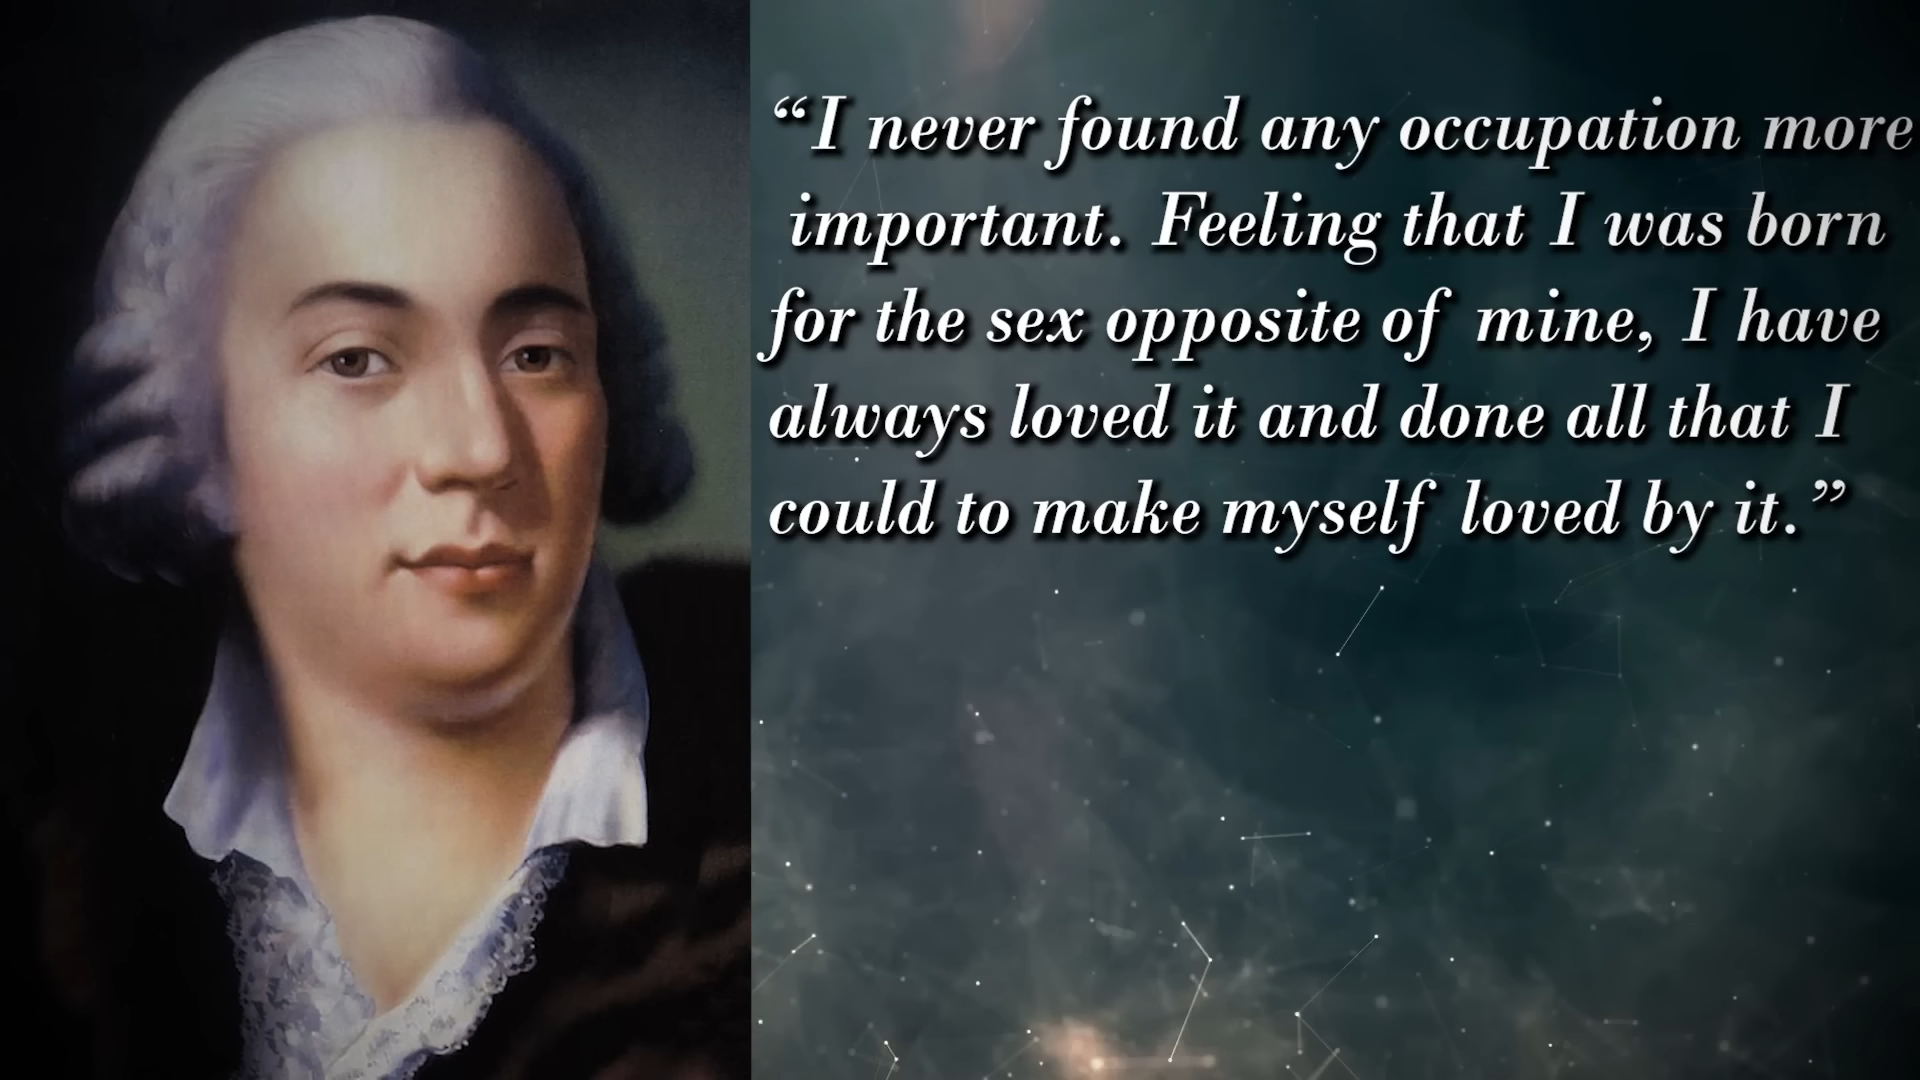 “I never found any occupation more
important. Feeling that I was born
for the sex opposite of mine, I have
always loved it and done all that I
could to make myself loved by it.”